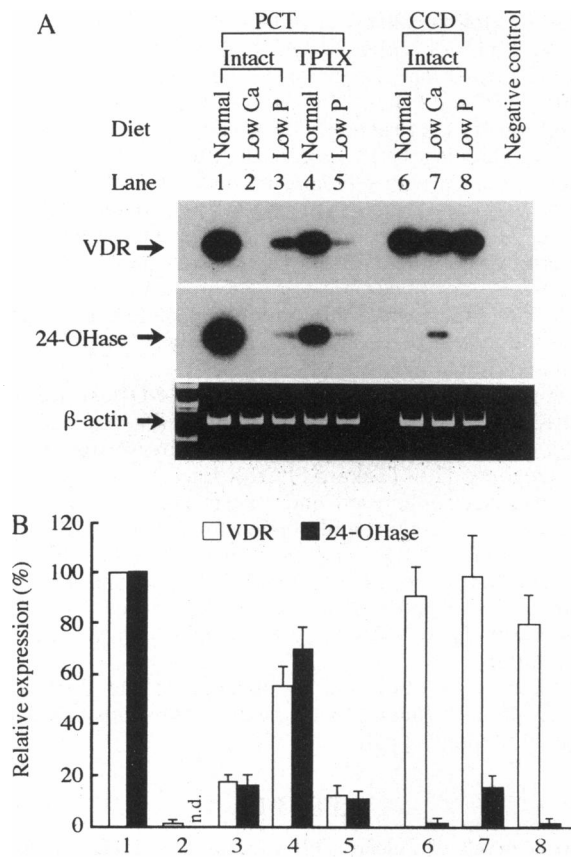 A
PCT CCD
Intact TPTX Intact
Diet Normal Low Ca Low P Normal Low P Normal Low Ca Low P Negative control
Lane 1 2 3 4 5 6 7 8
VDR
24-OHase
β-actin
B
120 VDR 24-OHase
100
80
60
40
20
0
Relative expression (%)
n.d.
1 2 3 4 5 6 7 8